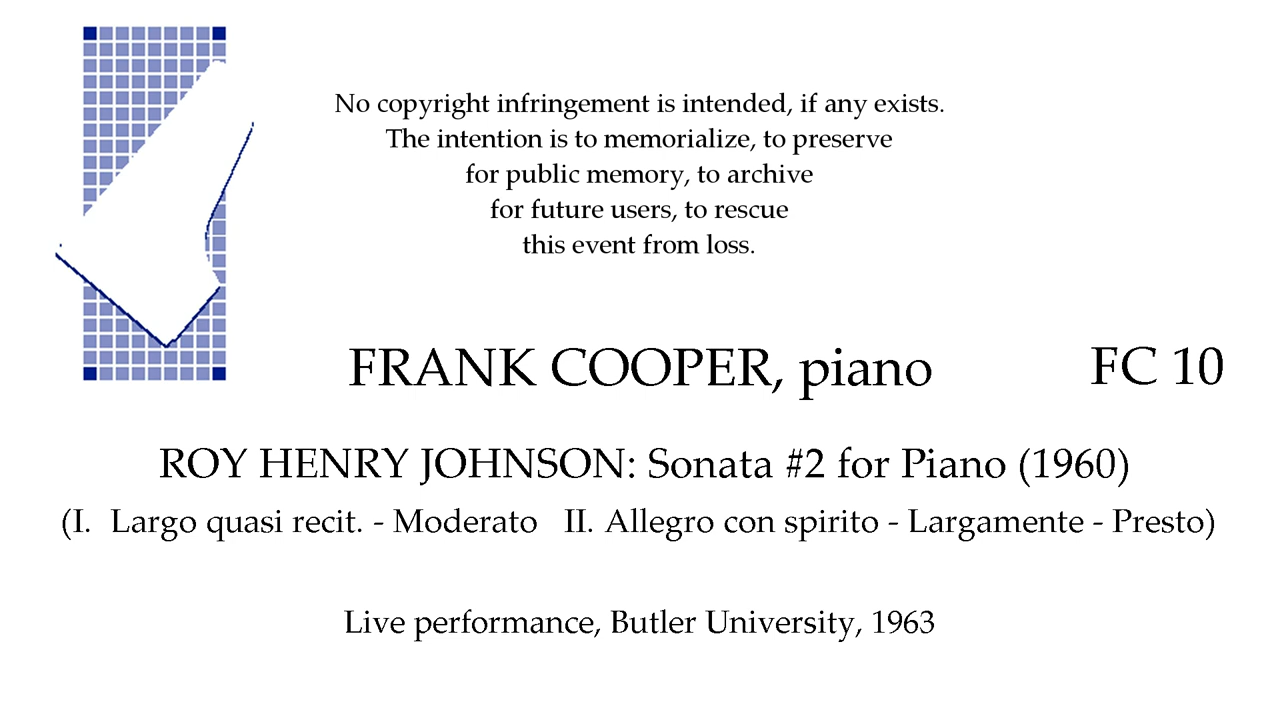 No copyright infringement is intended, if any exists.
The intention is to memorialize, to preserve
for public memory, to archive
for future users, to rescue
this event from loss.
FRANK COOPER, piano FC 10
ROY HENRY JOHNSON: Sonata #2 for Piano (1960)
(I. Largo quasi recit. - Moderato II. Allegro con spirito - Largamente - Presto)
Live performance, Butler University, 1963